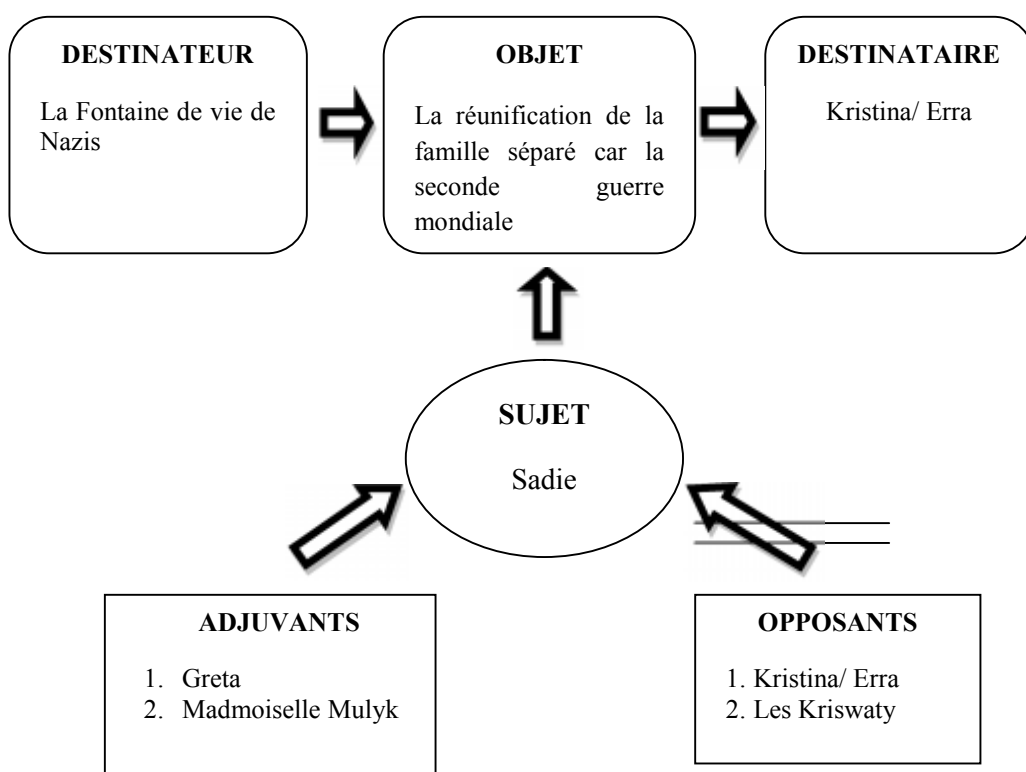 DESTINATEUR
La Fontaine de vie de
Nazis
OBJET
La réunification de la
famille séparé car la
seconde guerre
mondiale
DESTINATAIRE
Kristina/ Erra
SUJET
Sadie
ADJUVANTS
1. Greta
2. Madmoiselle Mulyk
OPPOSANTS
1. Kristina/ Erra
2. Les Kriswaty